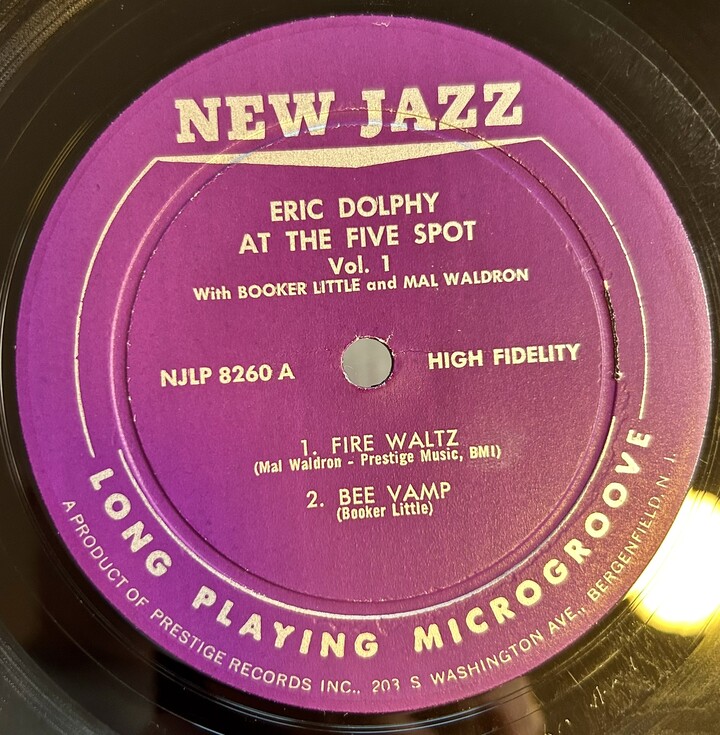 NEW JAZZ
ERIC DOLPHY
AT THE FIVE SPOT
Vol. 1
With BOOKER LITTLE and MAL WALDRON
NJLP 8260 A
HIGH FIDELITY
1. FIRE WALTZ
(Mal Waldron - Prestige Music, BMI)
2. BEE VAMP
(Booker Little)
LONG PLAYING MICROGROOVE
A PRODUCT OF PRESTIGE RECORDS INC., 203 S WASHINGTON AVE., BERGENFIELD, N. J.